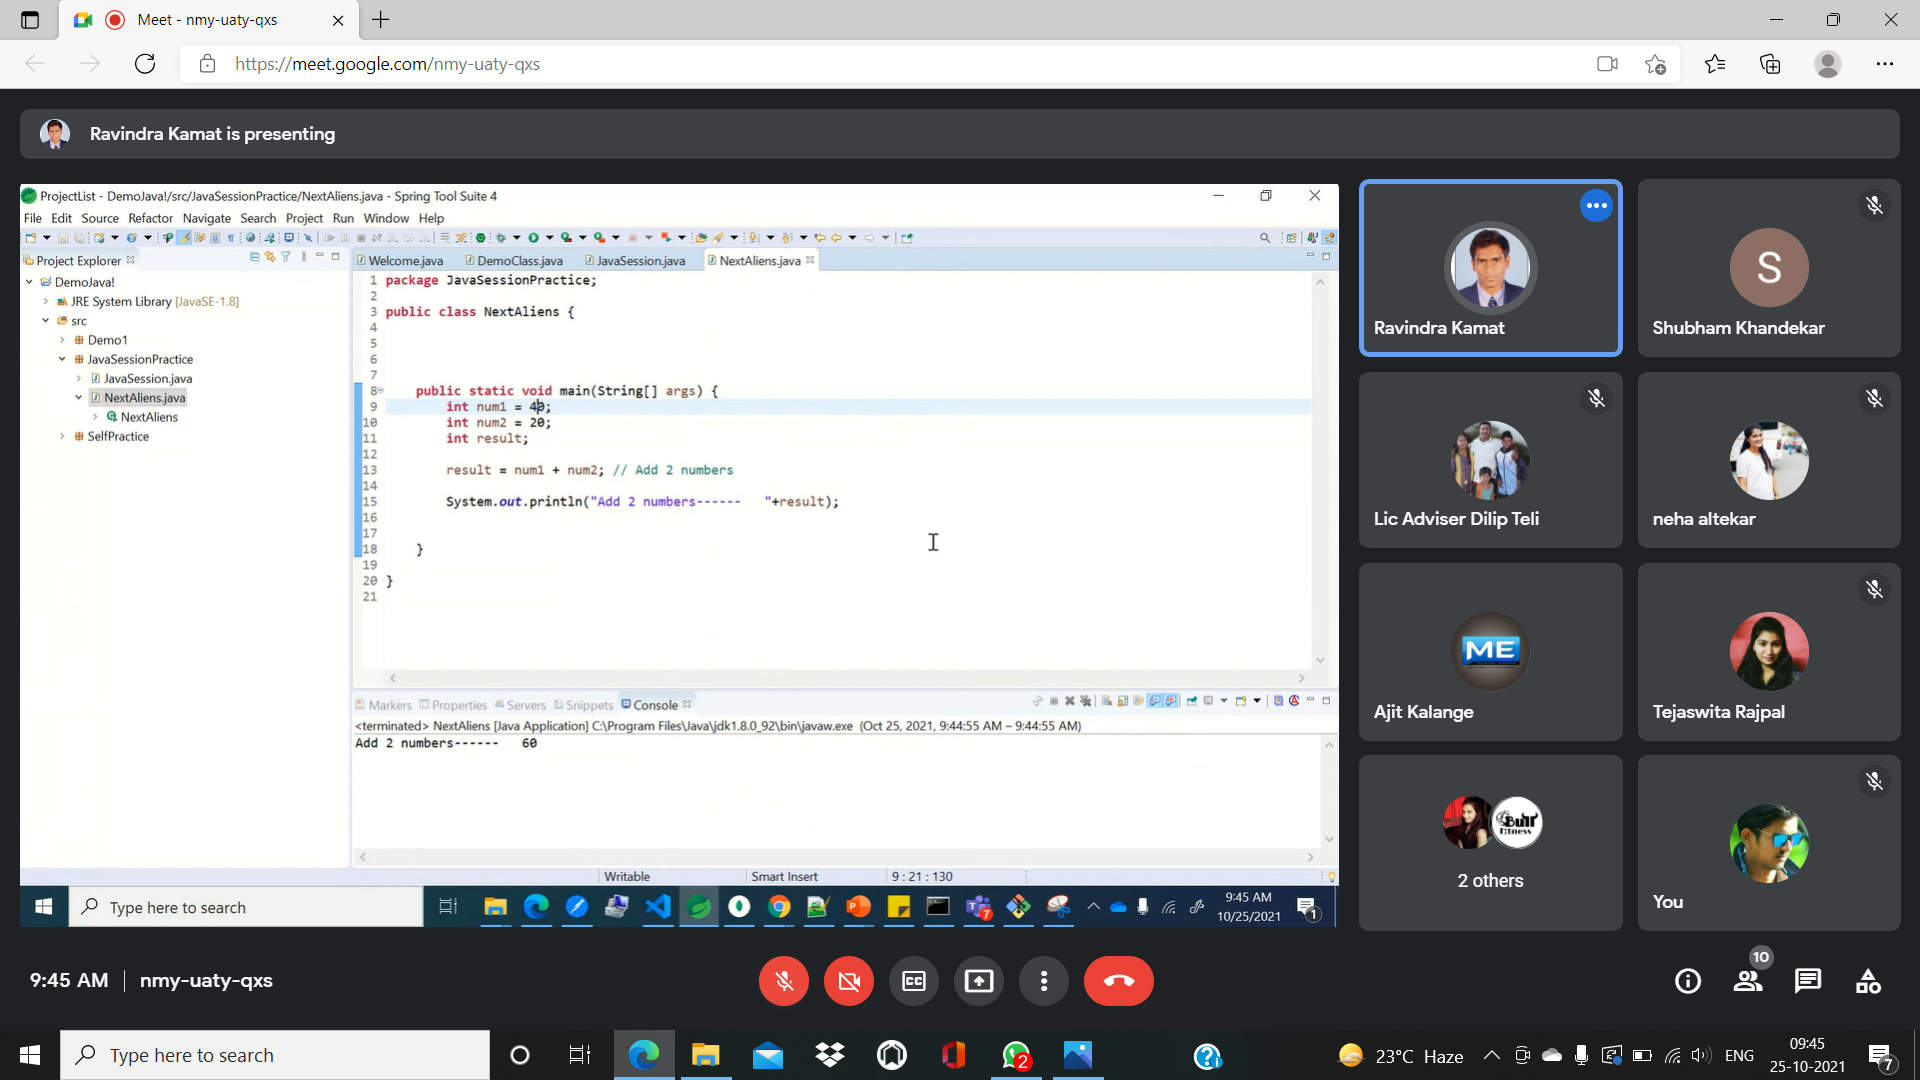 Meet - nmy-uaty-qxs
https://meet.google.com/nmy-uaty-qxs
Ravindra Kamat is presenting
ProjectList - DemoJava!/src/JavaSessionPractice/NextAliens.java - Spring Tool Suite 4
File Edit Source Refactor Navigate Search Project Run Window Help
Project Explorer
Welcome.java DemoClass.java JavaSession.java NextAliens.java
DemoJava!
JRE System Library [JavaSE-1.8]
src
Demo1
JavaSessionPractice
JavaSession.java
NextAliens.java
NextAliens
SelfPractice
1 package JavaSessionPractice;
2
3 public class NextAliens {
4
5
6
7
8 public static void main(String[] args) {
9 int num1 = 40;
10 int num2 = 20;
11 int result;
12
13 result = num1 + num2; // Add 2 numbers
14
15 System.out.println("Add 2 numbers------   "+result);
16
17
18 }
19
20 }
21
Markers Properties Servers Snippets Console
<terminated> NextAliens [Java Application] C:\Program Files\Java\jdk1.8.0_92\bin\javaw.exe (Oct 25, 2021, 9:44:55 AM – 9:44:55 AM)
Add 2 numbers------   60
Writable Smart Insert 9 : 21 : 130
Type here to search
7
9:45 AM
10/25/2021
1
Ravindra Kamat
S
Shubham Khandekar
Lic Adviser Dilip Teli
neha altekar
ME
Ajit Kalange
Tejaswita Rajpal
Built
Fitness
2 others
You
9:45 AM | nmy-uaty-qxs
CC
10
Type here to search
2
23°C Haze
ENG
09:45
25-10-2021
7